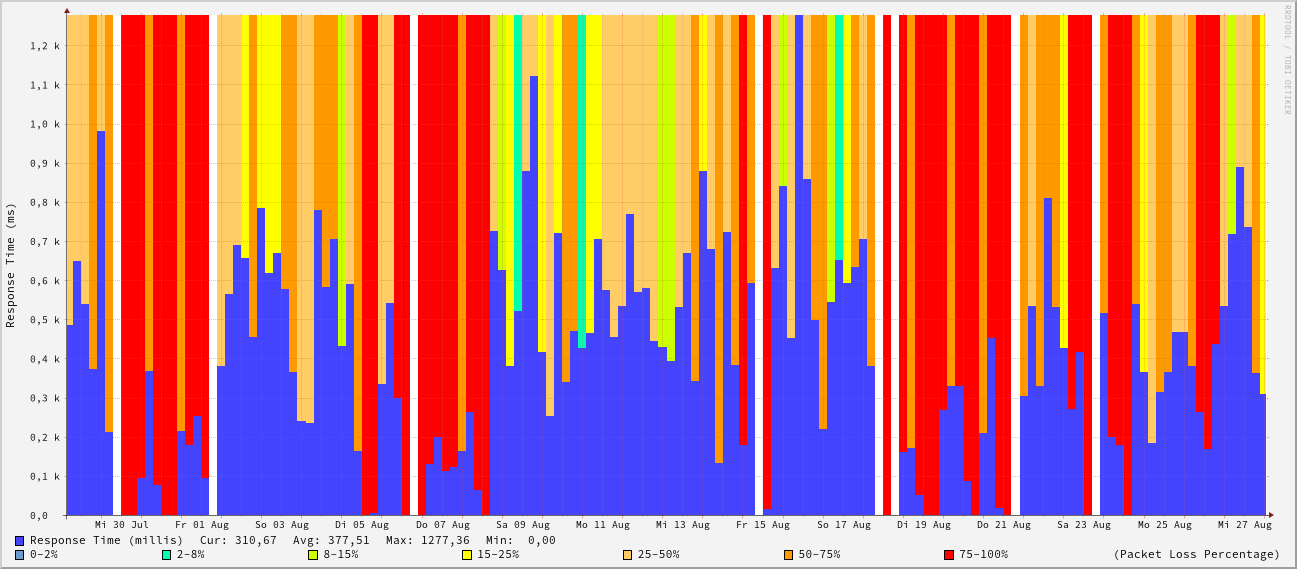 RRDTOOL / TOBI OETIKER
Response Time (ms)
1,2 k
1,1 k
1,0 k
0,9 k
0,8 k
0,7 k
0,6 k
0,5 k
0,4 k
0,3 k
0,2 k
0,1 k
0,0
Mi 30 Jul Fr 01 Aug So 03 Aug Di 05 Aug Do 07 Aug Sa 09 Aug Mo 11 Aug Mi 13 Aug Fr 15 Aug So 17 Aug Di 19 Aug Do 21 Aug Sa 23 Aug Mo 25 Aug Mi 27 Aug
Response Time (millis) Cur: 310,67 Avg: 377,51 Max: 1277,36 Min: 0,00
0-2% 2-8% 8-15% 15-25% 25-50% 50-75% 75-100% (Packet Loss Percentage)